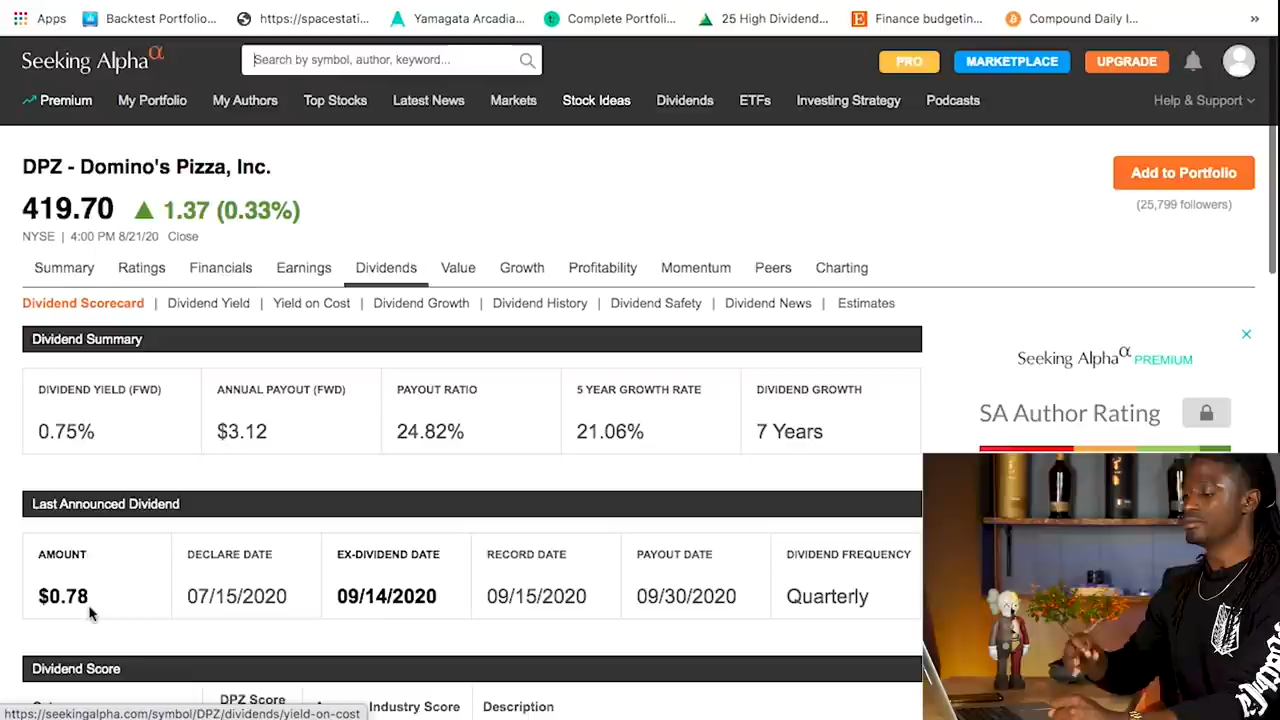 Apps Backtest Portfolio... https://spacestati... Yamagata Arcadia... Complete Portfoli... 25 High Dividend... Finance budgetin... Compound Daily I... »
Seeking Alpha α Search by symbol, author, keyword... PRO MARKETPLACE UPGRADE
Premium My Portfolio My Authors Top Stocks Latest News Markets Stock Ideas Dividends ETFs Investing Strategy Podcasts Help & Support
DPZ - Domino's Pizza, Inc.
Add to Portfolio
419.70 ▲ 1.37 (0.33%)
(25,799 followers)
NYSE | 4:00 PM 8/21/20 Close
Summary Ratings Financials Earnings Dividends Value Growth Profitability Momentum Peers Charting
Dividend Scorecard | Dividend Yield | Yield on Cost | Dividend Growth | Dividend History | Dividend Safety | Dividend News | Estimates
Dividend Summary
Seeking Alpha α PREMIUM
DIVIDEND YIELD (FWD) ANNUAL PAYOUT (FWD) PAYOUT RATIO 5 YEAR GROWTH RATE DIVIDEND GROWTH
SA Author Rating
0.75% $3.12 24.82% 21.06% 7 Years
Last Announced Dividend
AMOUNT DECLARE DATE EX-DIVIDEND DATE RECORD DATE PAYOUT DATE DIVIDEND FREQUENCY
$0.78 07/15/2020 09/14/2020 09/15/2020 09/30/2020 Quarterly
Dividend Score
DPZ Score Industry Score Description
https://seekingalpha.com/symbol/DPZ/dividends/yield-on-cost